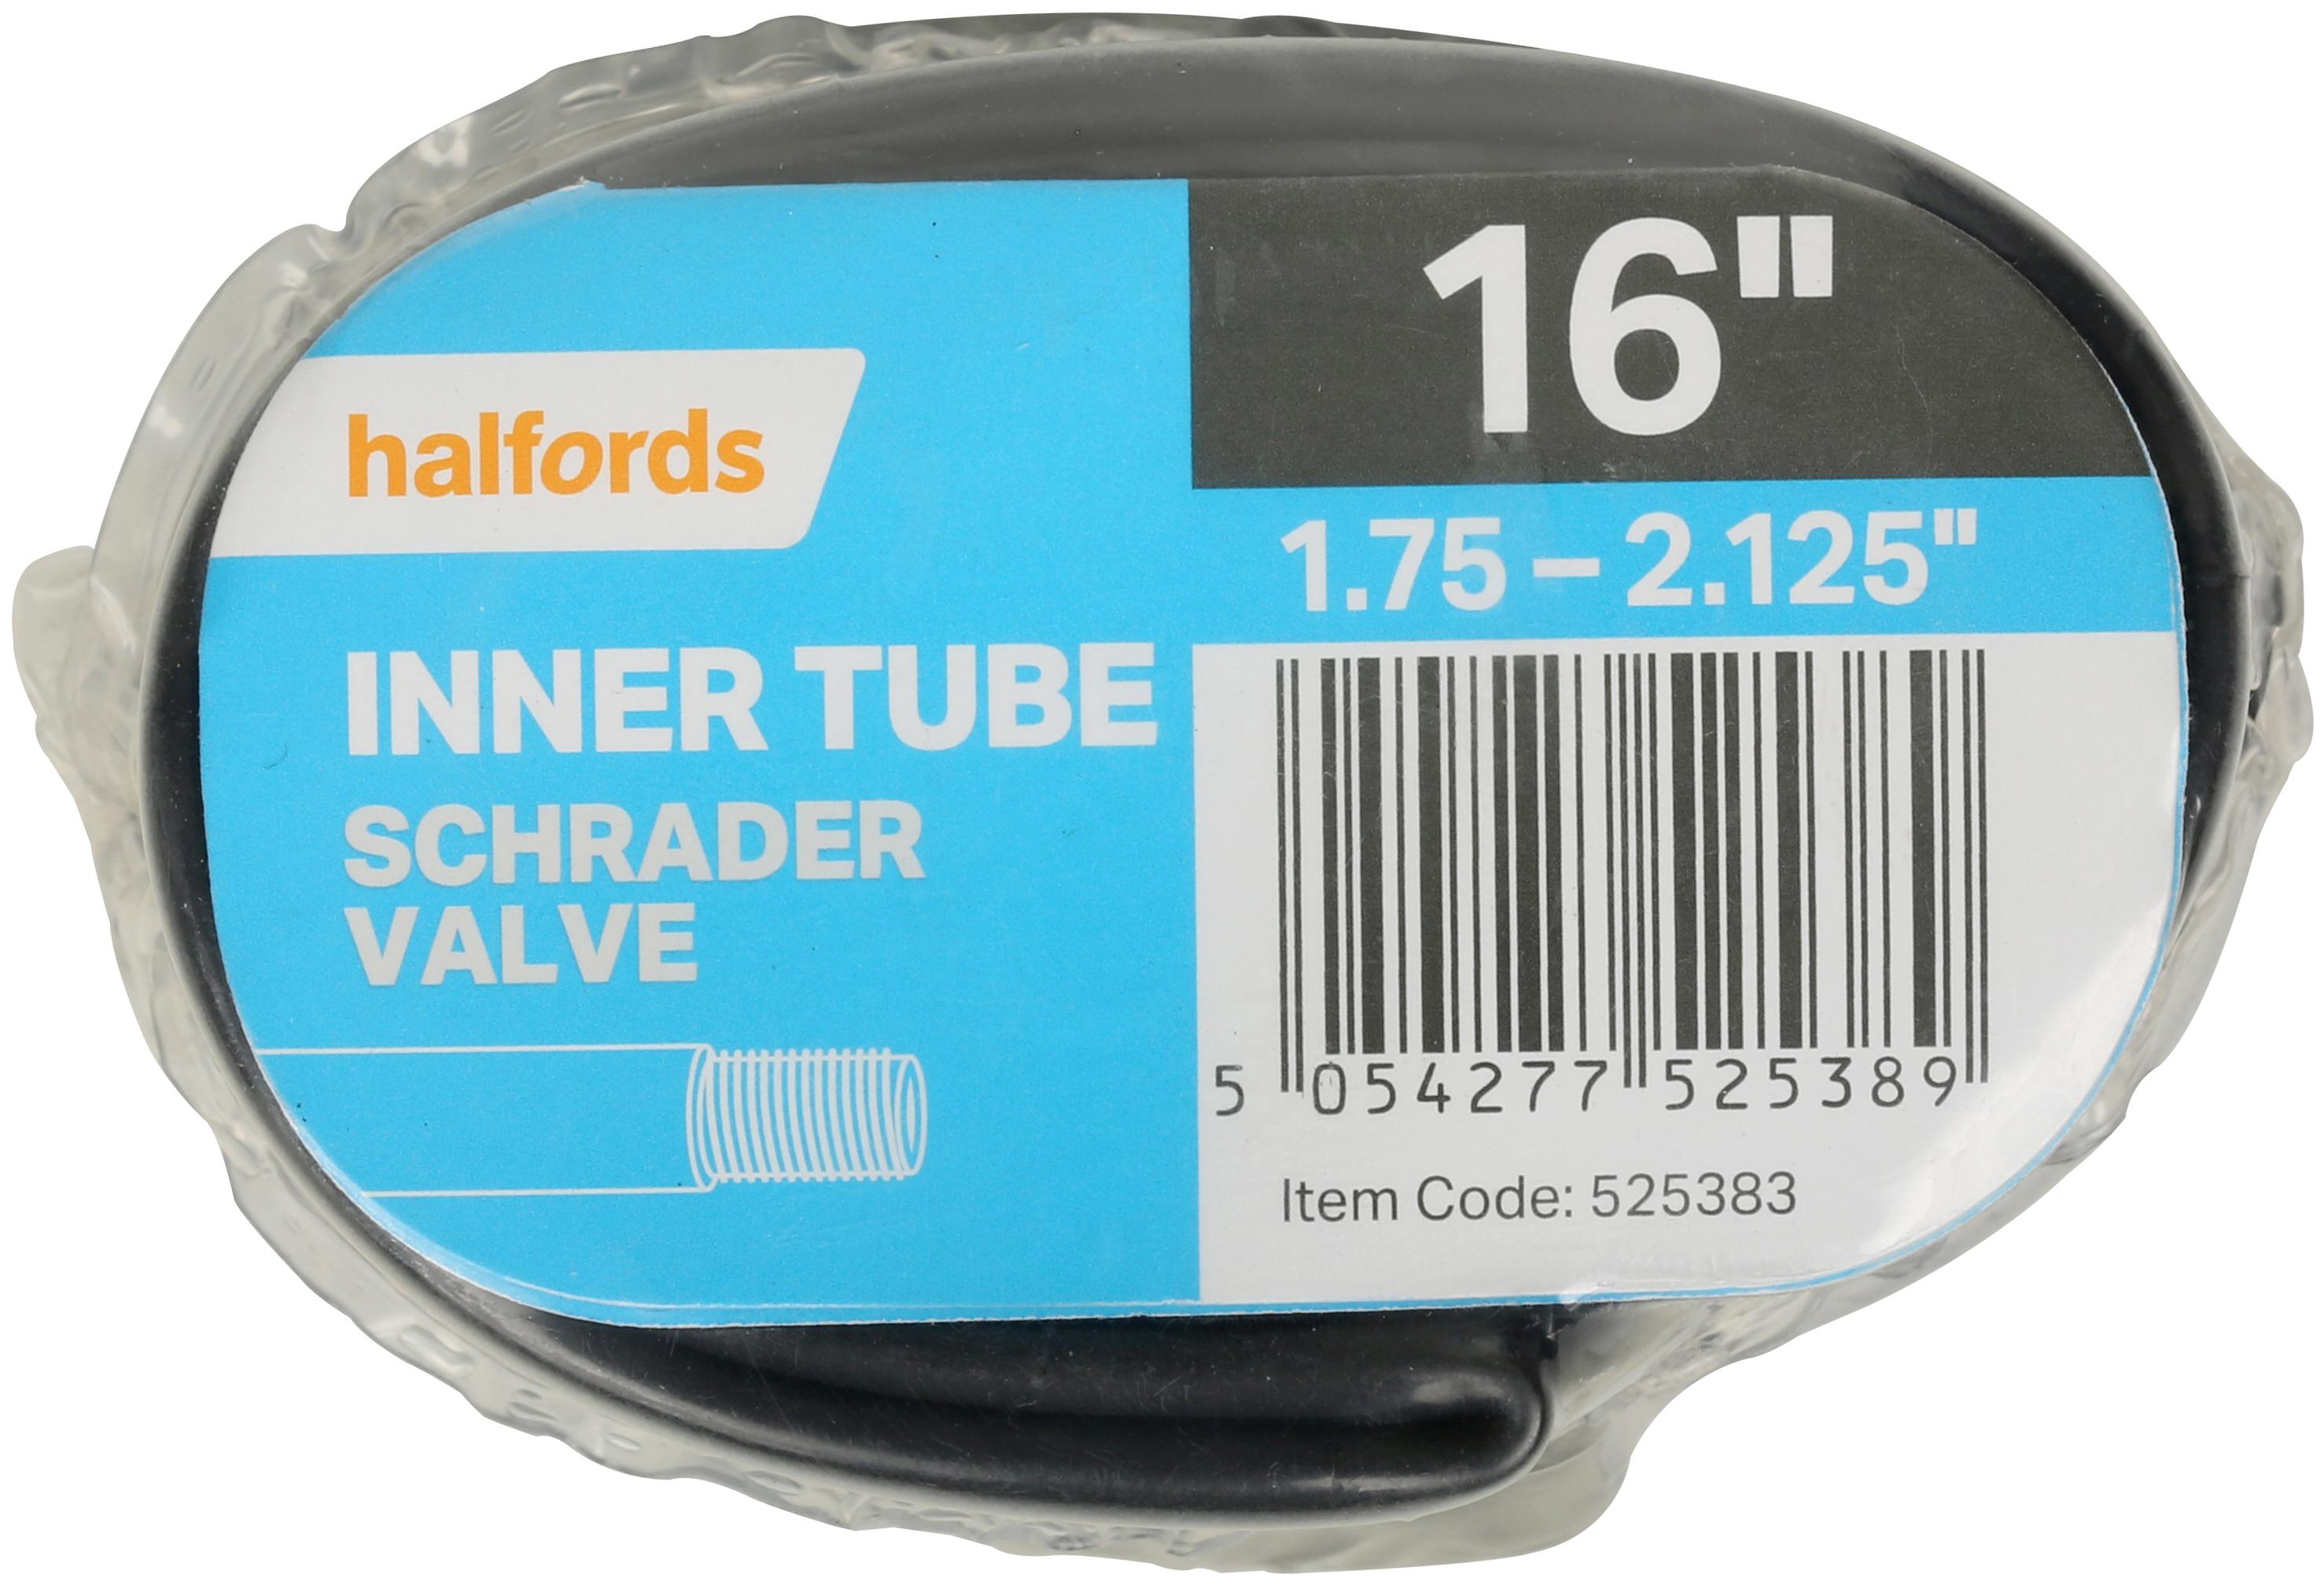 halfords
INNER TUBE
SCHRADER
VALVE
16"
1.75 – 2.125"
5 054277 525389
Item Code: 525383